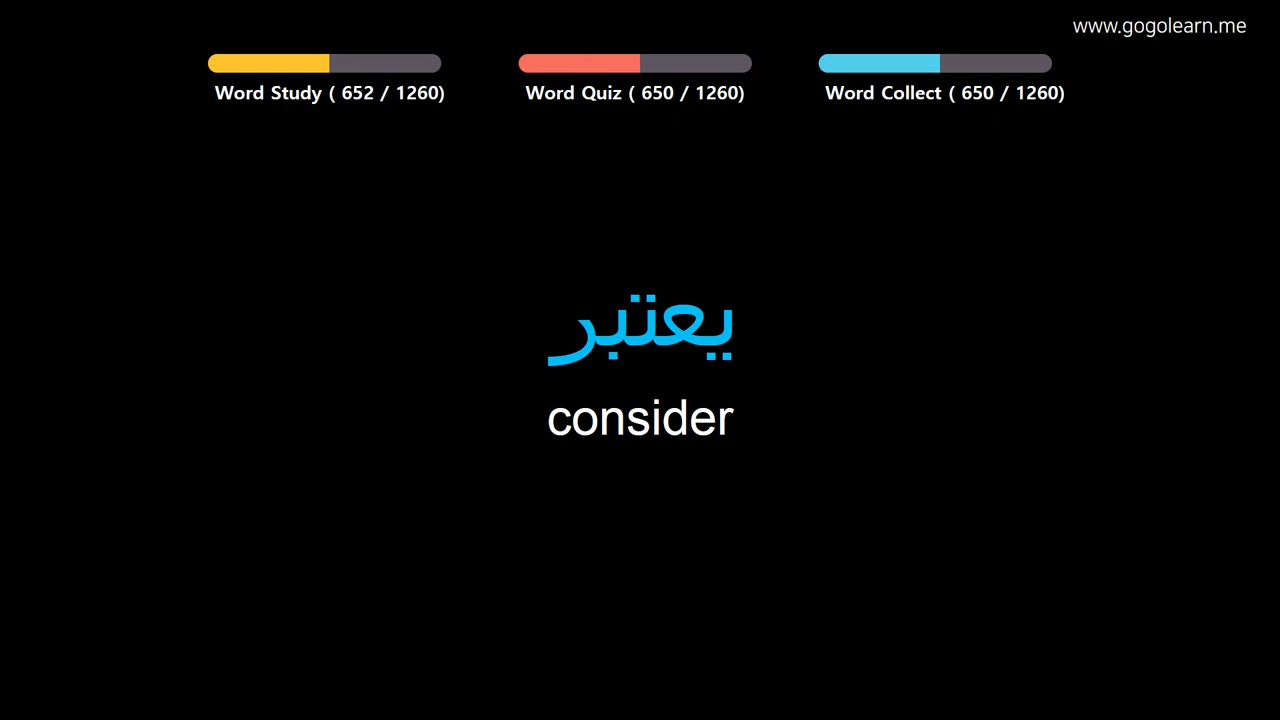 www.gogolearn.me
Word Study ( 652 / 1260)
Word Quiz ( 650 / 1260)
Word Collect ( 650 / 1260)
يعتبر
consider